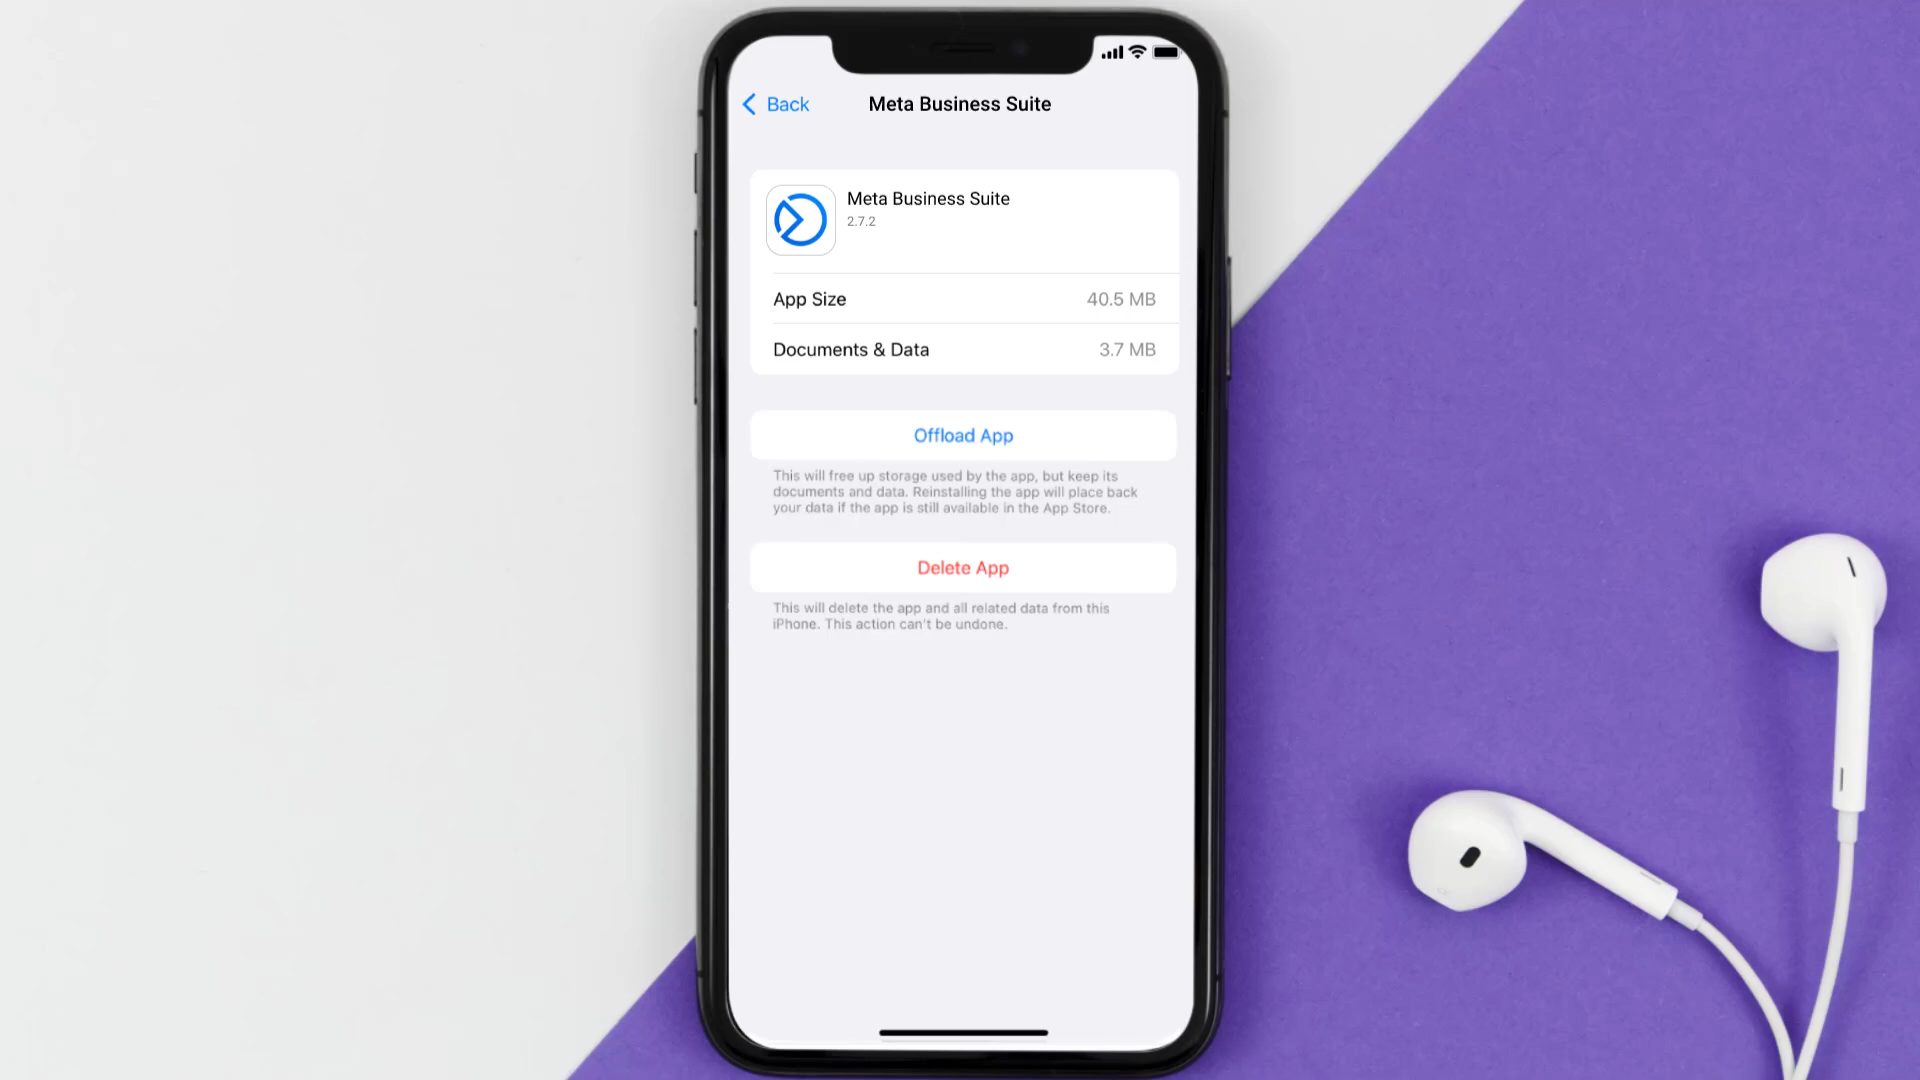 Back
Meta Business Suite
Meta Business Suite
2.7.2
App Size
40.5 MB
Documents & Data
3.7 MB
Offload App
This will free up storage used by the app, but keep its
documents and data. Reinstalling the app will place back
your data if the app is still available in the App Store.
Delete App
This will delete the app and all related data from this
iPhone. This action can't be undone.